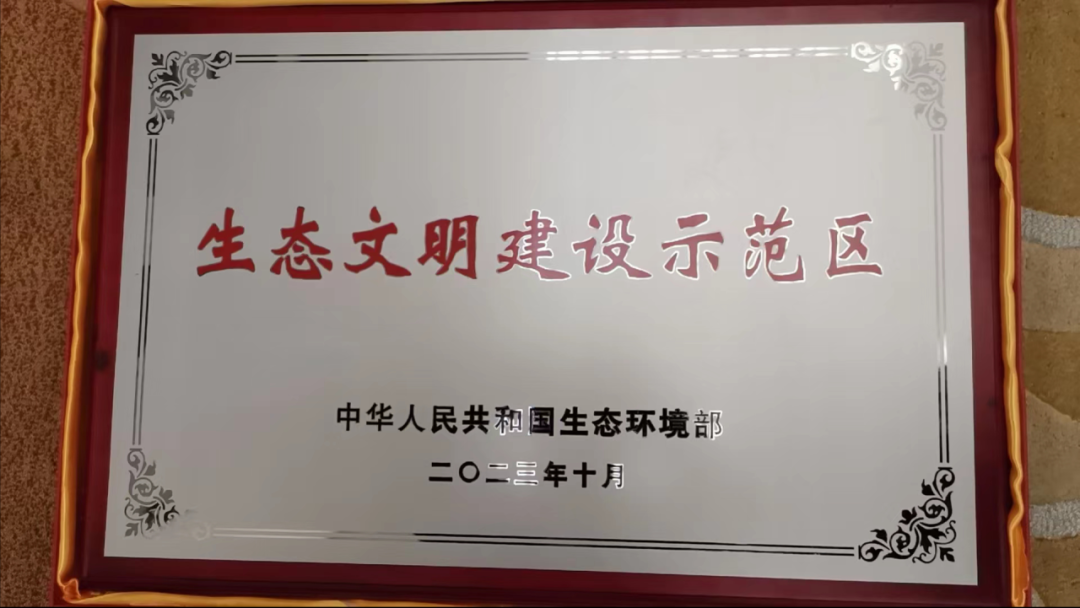 生态文明建设示范区
中华人民共和国生态环境部
二〇二三年十月